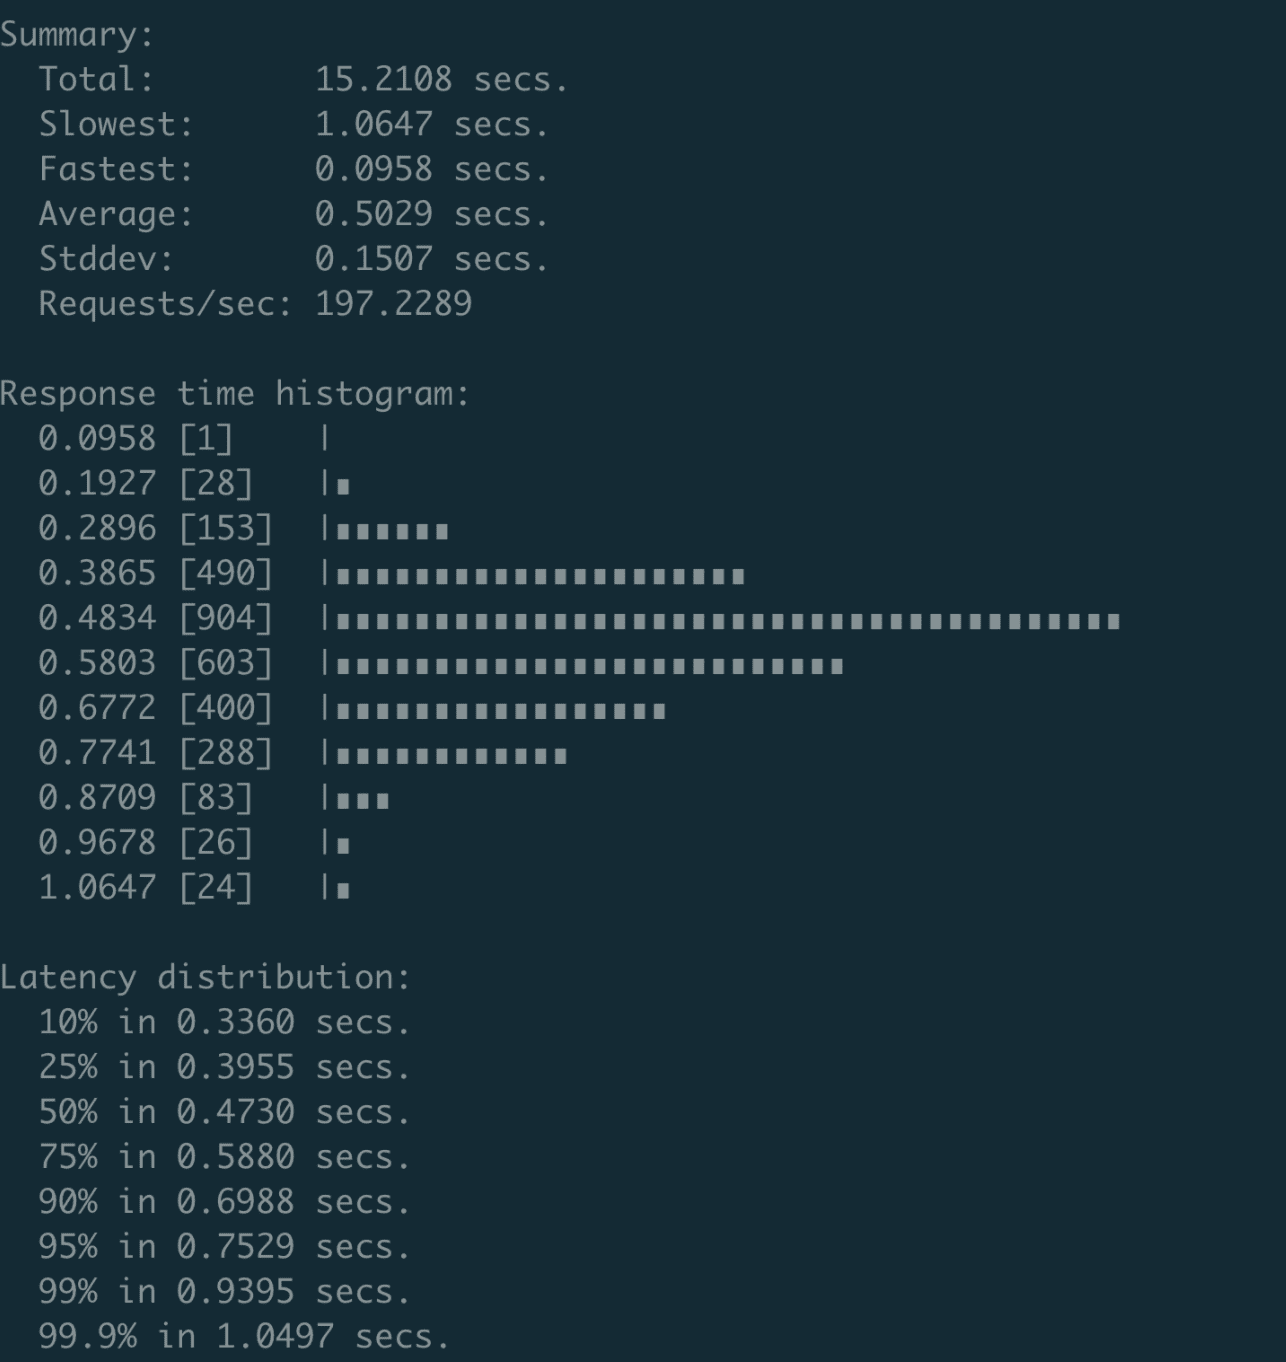 Summary:
  Total:        15.2108 secs.
  Slowest:      1.0647 secs.
  Fastest:      0.0958 secs.
  Average:      0.5029 secs.
  Stddev:       0.1507 secs.
  Requests/sec: 197.2289

Response time histogram:
  0.0958 [1]    |
  0.1927 [28]   |∎
  0.2896 [153]  |∎∎∎∎∎∎
  0.3865 [490]  |∎∎∎∎∎∎∎∎∎∎∎∎∎∎∎∎∎∎∎∎∎
  0.4834 [904]  |∎∎∎∎∎∎∎∎∎∎∎∎∎∎∎∎∎∎∎∎∎∎∎∎∎∎∎∎∎∎∎∎∎∎∎∎∎∎∎∎
  0.5803 [603]  |∎∎∎∎∎∎∎∎∎∎∎∎∎∎∎∎∎∎∎∎∎∎∎∎∎∎
  0.6772 [400]  |∎∎∎∎∎∎∎∎∎∎∎∎∎∎∎∎∎
  0.7741 [288]  |∎∎∎∎∎∎∎∎∎∎∎∎
  0.8709 [83]   |∎∎∎
  0.9678 [26]   |∎
  1.0647 [24]   |∎

Latency distribution:
  10% in 0.3360 secs.
  25% in 0.3955 secs.
  50% in 0.4730 secs.
  75% in 0.5880 secs.
  90% in 0.6988 secs.
  95% in 0.7529 secs.
  99% in 0.9395 secs.
  99.9% in 1.0497 secs.